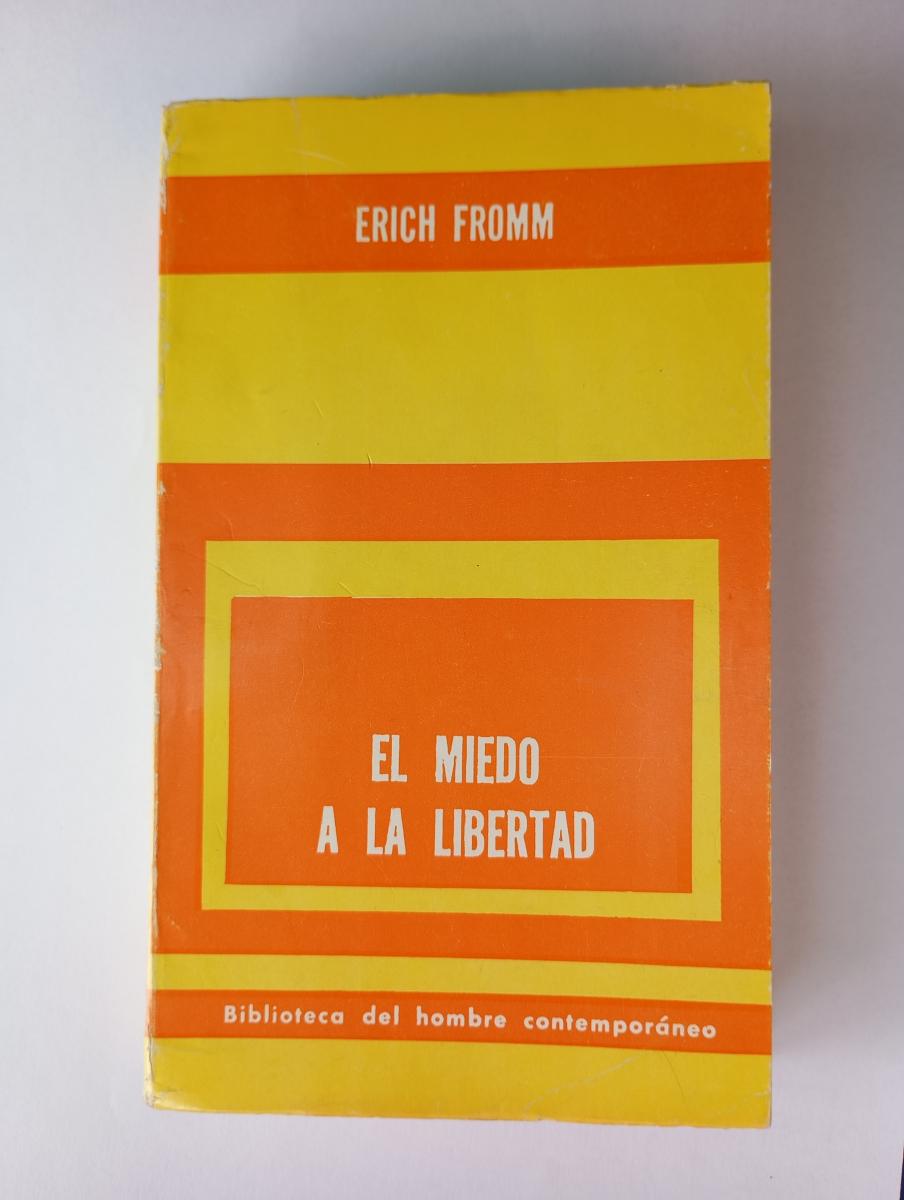 ERICH FROMM
EL MIEDO
A LA LIBERTAD
Biblioteca del hombre contemporáneo